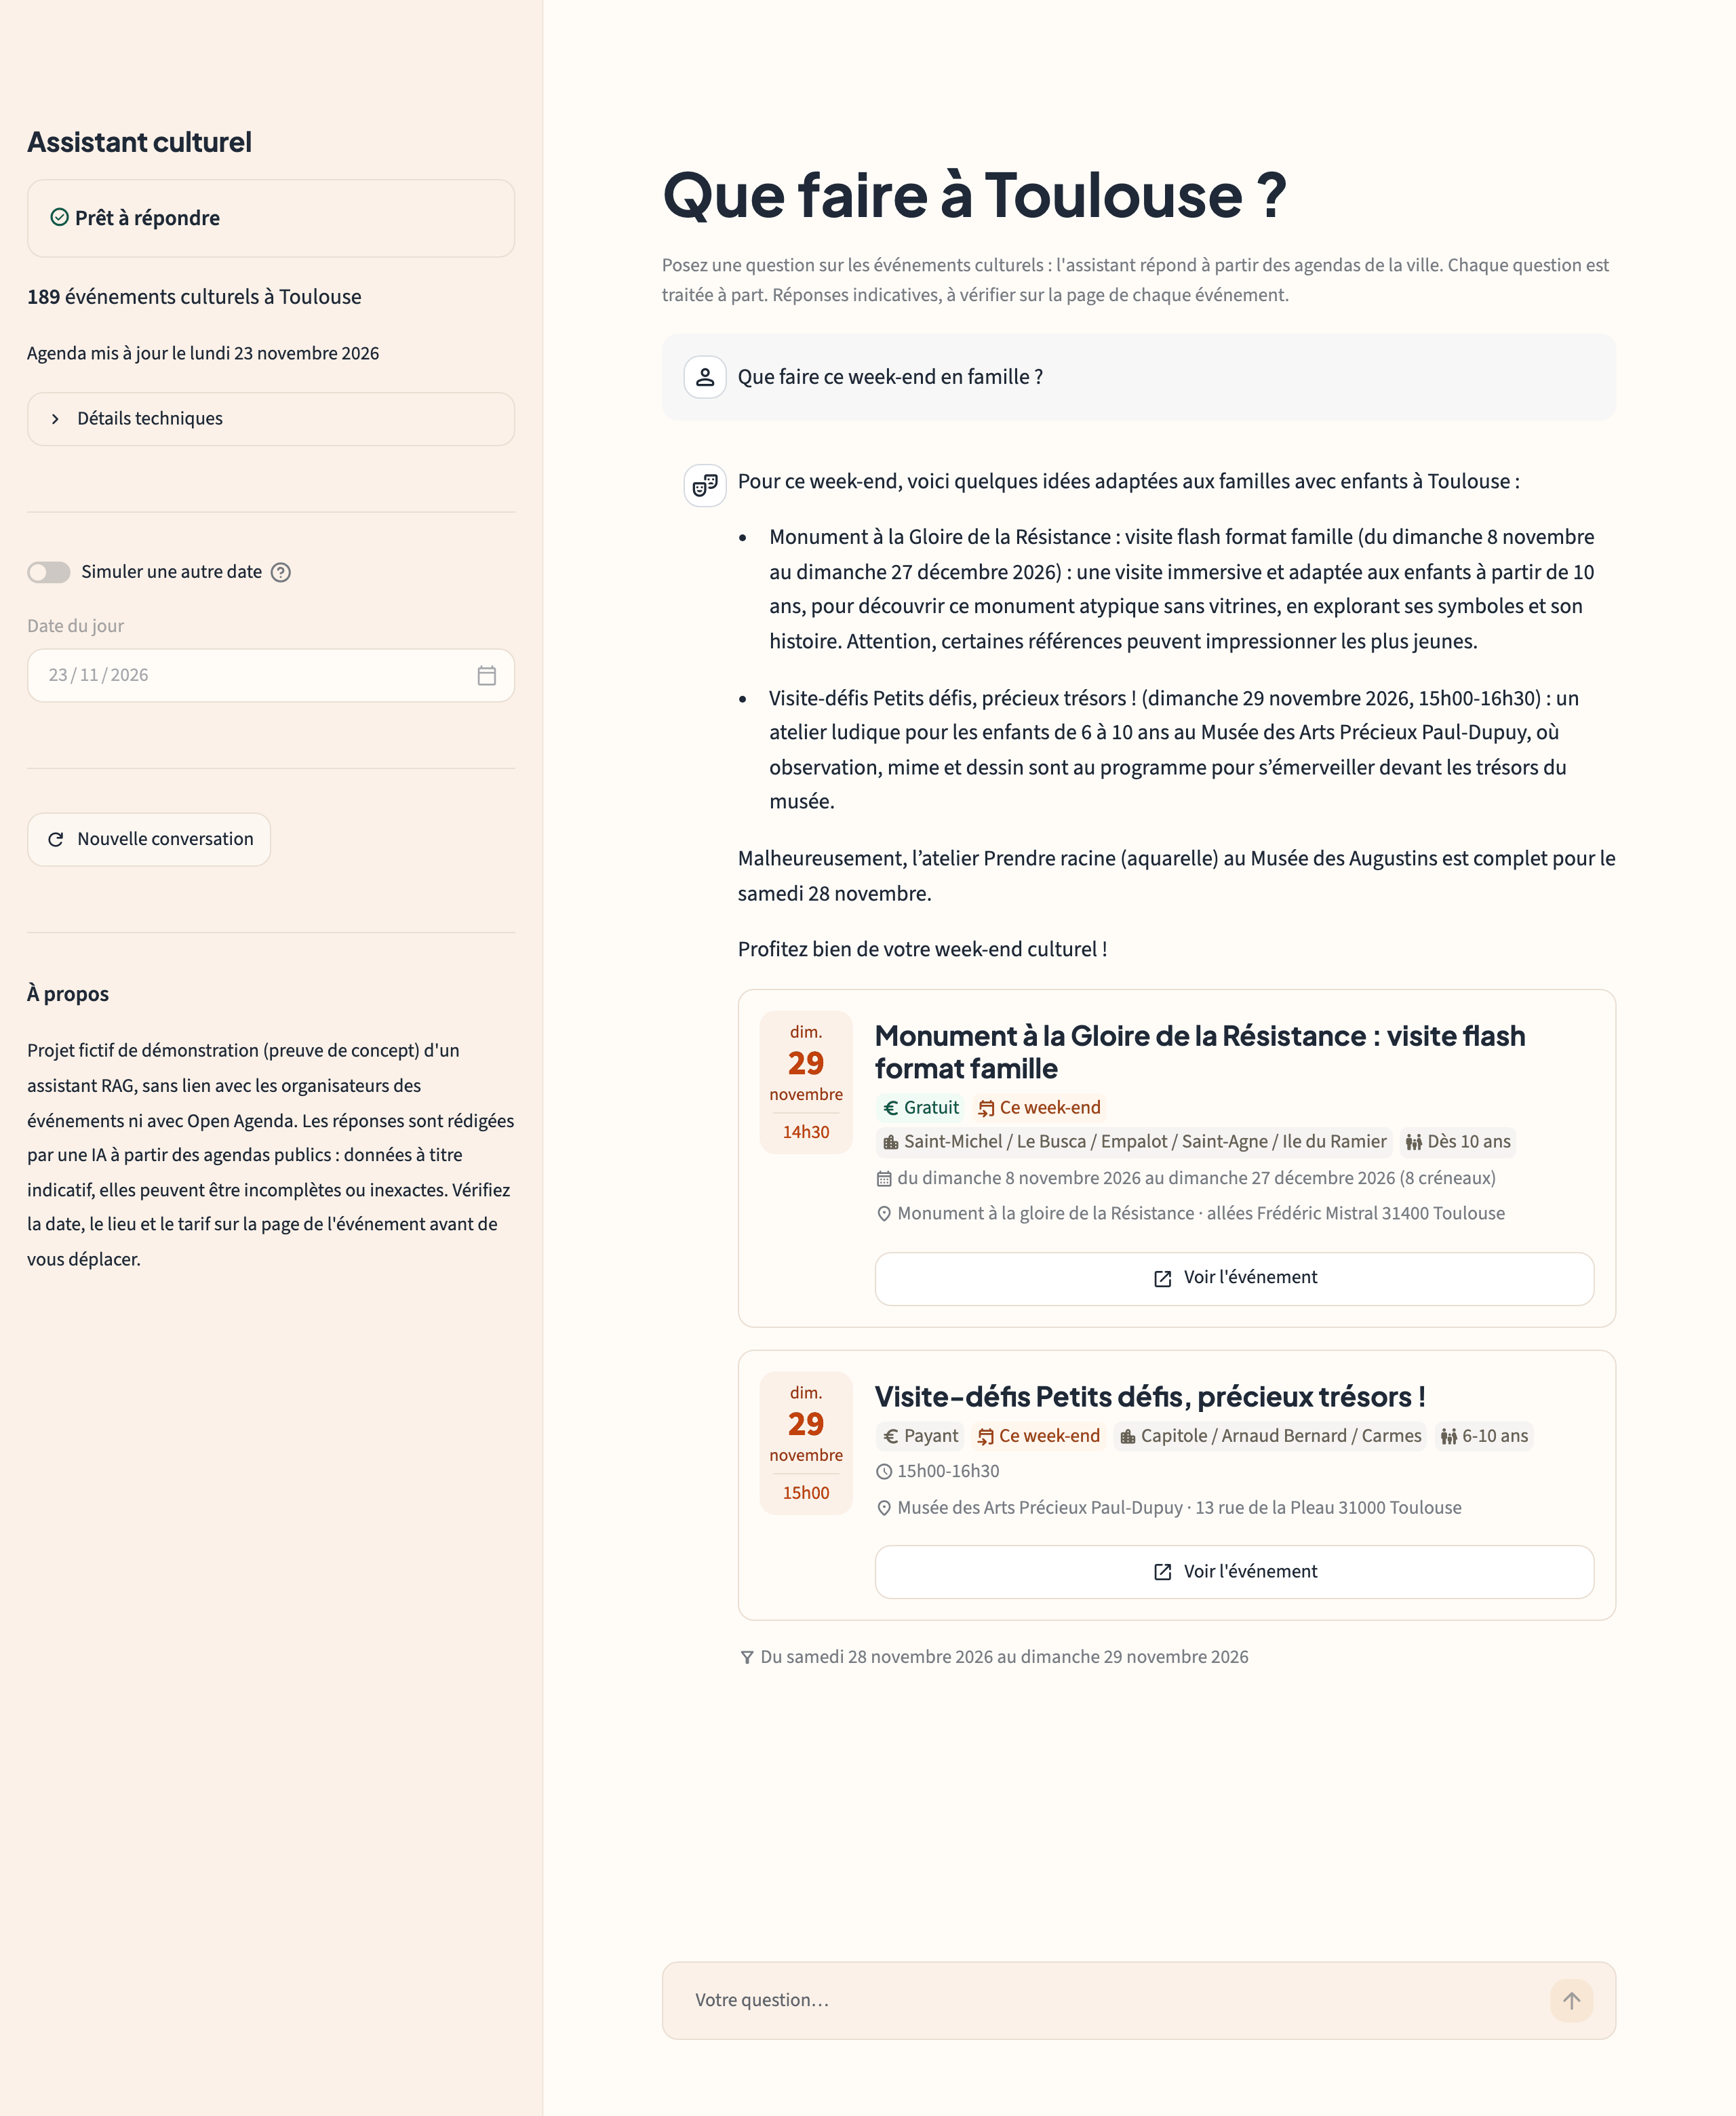 Assistant culturel
Prêt à répondre
189 événements culturels à Toulouse
Agenda mis à jour le lundi 23 novembre 2026
Détails techniques
Simuler une autre date
Date du jour
23 / 11 / 2026
Nouvelle conversation
À propos
Projet fictif de démonstration (preuve de concept) d'un
assistant RAG, sans lien avec les organisateurs des
événements ni avec Open Agenda. Les réponses sont rédigées
par une IA à partir des agendas publics : données à titre
indicatif, elles peuvent être incomplètes ou inexactes. Vérifiez
la date, le lieu et le tarif sur la page de l'événement avant de
vous déplacer.
Que faire à Toulouse ?
Posez une question sur les événements culturels : l'assistant répond à partir des agendas de la ville. Chaque question est
traitée à part. Réponses indicatives, à vérifier sur la page de chaque événement.
Que faire ce week-end en famille ?
Pour ce week-end, voici quelques idées adaptées aux familles avec enfants à Toulouse :
• Monument à la Gloire de la Résistance : visite flash format famille (du dimanche 8 novembre
au dimanche 27 décembre 2026) : une visite immersive et adaptée aux enfants à partir de 10
ans, pour découvrir ce monument atypique sans vitrines, en explorant ses symboles et son
histoire. Attention, certaines références peuvent impressionner les plus jeunes.
• Visite-défis Petits défis, précieux trésors ! (dimanche 29 novembre 2026, 15h00-16h30) : un
atelier ludique pour les enfants de 6 à 10 ans au Musée des Arts Précieux Paul-Dupuy, où
observation, mime et dessin sont au programme pour s’émerveiller devant les trésors du
musée.
Malheureusement, l’atelier Prendre racine (aquarelle) au Musée des Augustins est complet pour le
samedi 28 novembre.
Profitez bien de votre week-end culturel !
dim.
29
novembre
14h30
Monument à la Gloire de la Résistance : visite flash
format famille
Gratuit Ce week-end
Saint-Michel / Le Busca / Empalot / Saint-Agne / Ile du Ramier Dès 10 ans
du dimanche 8 novembre 2026 au dimanche 27 décembre 2026 (8 créneaux)
Monument à la gloire de la Résistance · allées Frédéric Mistral 31400 Toulouse
Voir l'événement
dim.
29
novembre
15h00
Visite-défis Petits défis, précieux trésors !
Payant Ce week-end Capitole / Arnaud Bernard / Carmes 6-10 ans
15h00-16h30
Musée des Arts Précieux Paul-Dupuy · 13 rue de la Pleau 31000 Toulouse
Voir l'événement
Du samedi 28 novembre 2026 au dimanche 29 novembre 2026
Votre question…